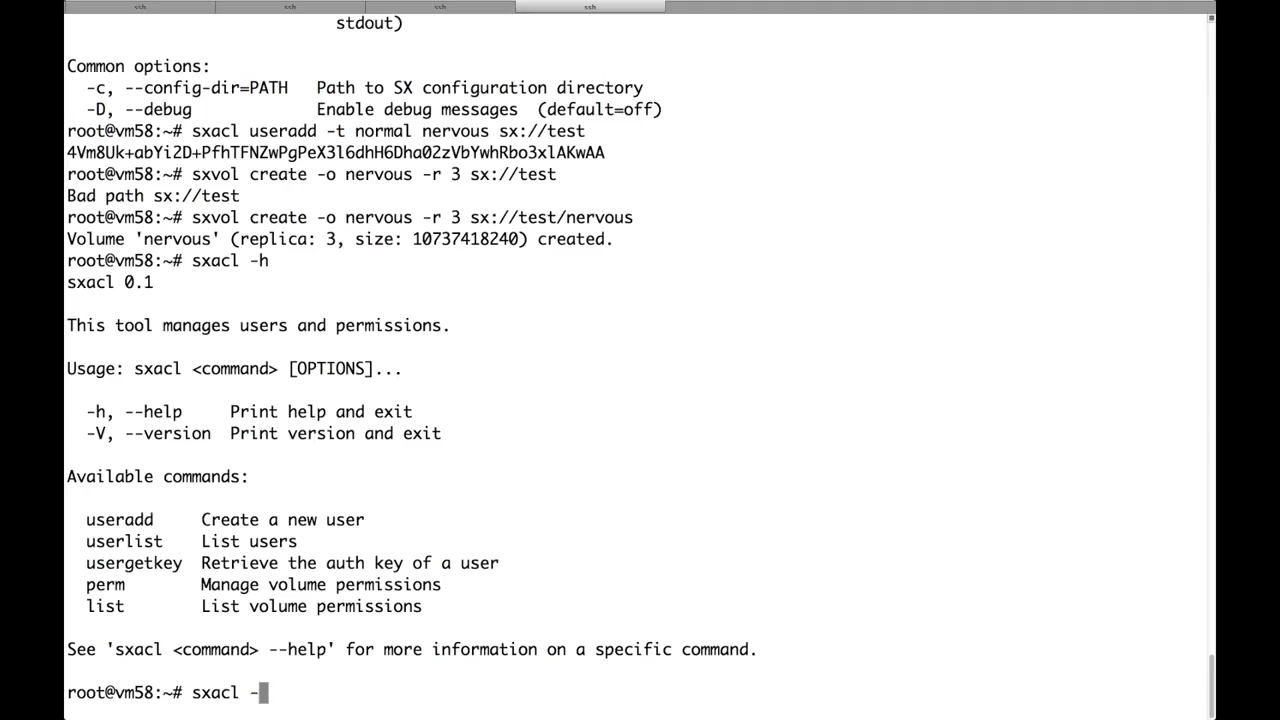 ssh ssh ssh ssh
stdout)
Common options:
-c, --config-dir=PATH Path to SX configuration directory
-D, --debug Enable debug messages (default=off)
root@vm58:~# sxacl useradd -t normal nervous sx://test
4Vm8Uk+abYi2D+PfhTFNZwPgPeX3l6dhH6Dha02zVbYwhRbo3xlAKwAA
root@vm58:~# sxvol create -o nervous -r 3 sx://test
Bad path sx://test
root@vm58:~# sxvol create -o nervous -r 3 sx://test/nervous
Volume 'nervous' (replica: 3, size: 10737418240) created.
root@vm58:~# sxacl -h
sxacl 0.1
This tool manages users and permissions.
Usage: sxacl <command> [OPTIONS]...
-h, --help Print help and exit
-V, --version Print version and exit
Available commands:
useradd Create a new user
userlist List users
usergetkey Retrieve the auth key of a user
perm Manage volume permissions
list List volume permissions
See 'sxacl <command> --help' for more information on a specific command.
root@vm58:~# sxacl -